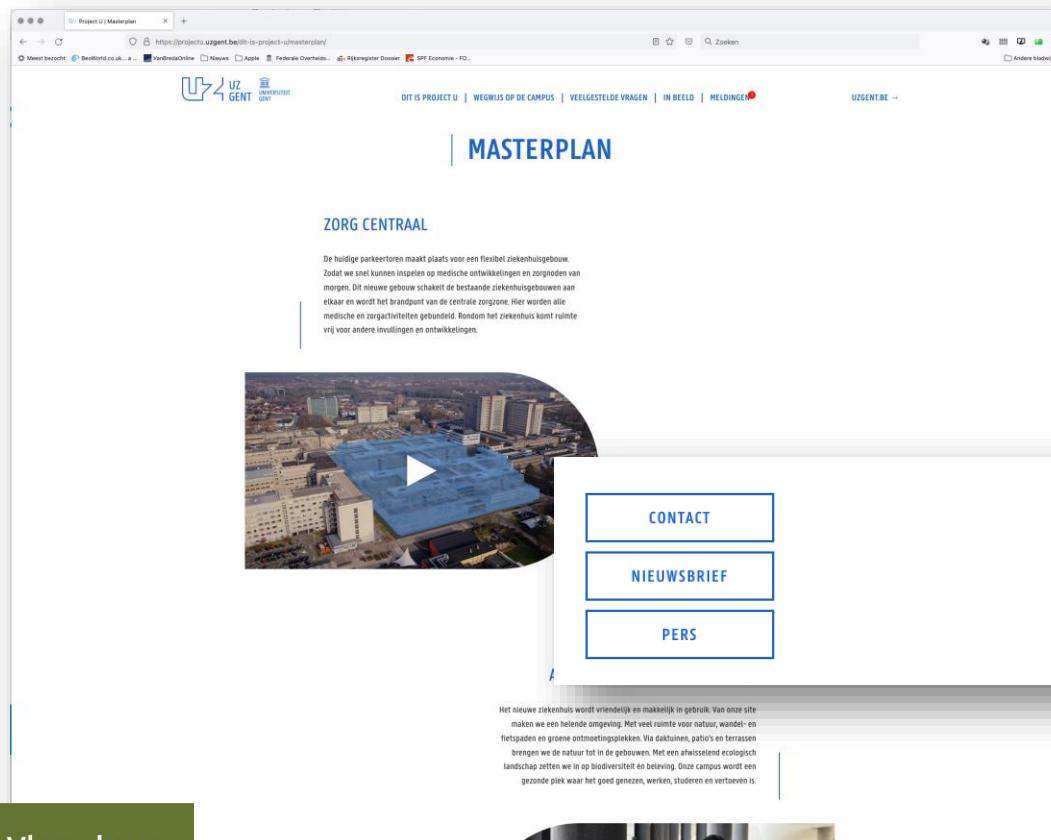 Project U | Masterplan
https://projectu.uzgent.be/dit-is-project-u/masterplan/
Zoeken
Meest bezocht
BeoWorld.co.uk... a ...
VanBredaOnline
Nieuws
Apple
Federale Overheids...
Rijksregister Dossier
SPF Economie - FO...
Andere bladwij
UZ
GENT
UNIVERSITEIT
GENT
DIT IS PROJECT U | WEGWIJS OP DE CAMPUS | VEELGESTELDE VRAGEN | IN BEELD | MELDINGEN
UZGENT.BE →
MASTERPLAN
ZORG CENTRAAL
De huidige parkeertoren maakt plaats voor een flexibel ziekenhuisgebouw.
Zodat we snel kunnen inspelen op medische ontwikkelingen en zorgnoden van
morgen. Dit nieuwe gebouw schakelt de bestaande ziekenhuisgebouwen aan
elkaar en wordt het brandpunt van de centrale zorgzone. Hier worden alle
medische en zorgactiviteiten gebundeld. Rondom het ziekenhuis komt ruimte
vrij voor andere invullingen en ontwikkelingen.
CONTACT
NIEUWSBRIEF
PERS
Het nieuwe ziekenhuis wordt vriendelijk en makkelijk in gebruik. Van onze site
maken we een helende omgeving. Met veel ruimte voor natuur, wandel- en
fietspaden en groene ontmoetingsplekken. Via daktuinen, patio's en terrassen
brengen we de natuur tot in de gebouwen. Met een afwisselend ecologisch
landschap zetten we in op biodiversiteit én beleving. Onze campus wordt een
gezonde plek waar het goed genezen, werken, studeren en vertoeven is.